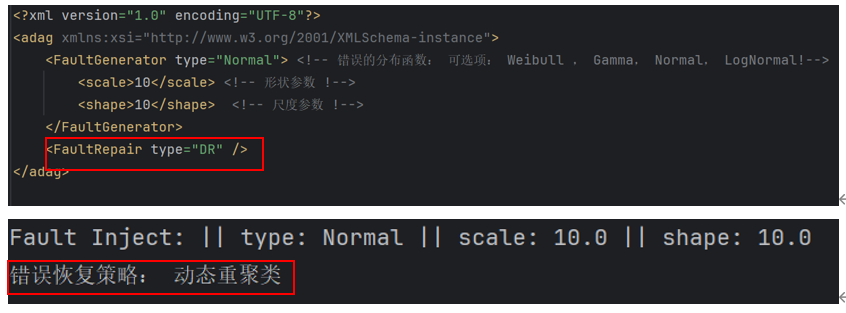 <?xml version="1.0" encoding="UTF-8"?>
<adag xmlns:xsi="http://www.w3.org/2001/XMLSchema-instance">
<FaultGenerator type="Normal"> <!-- 错误的分布函数： 可选项： Weibull ， Gamma， Normal， LogNormal!-->
<scale>10</scale> <!-- 形状参数 !-->
<shape>10</shape> <!-- 尺度参数 !-->
</FaultGenerator>
<FaultRepair type="DR" />
</adag>
Fault Inject: || type: Normal || scale: 10.0 || shape: 10.0
错误恢复策略： 动态重聚类